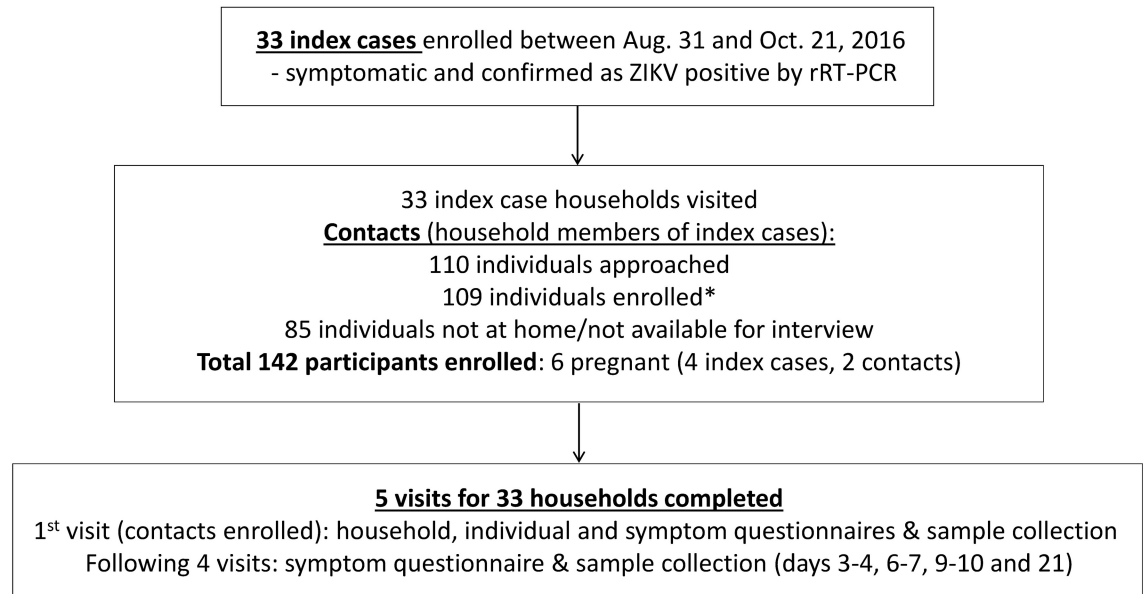 33 index cases enrolled between Aug. 31 and Oct. 21, 2016
- symptomatic and confirmed as ZIKV positive by rRT-PCR
33 index case households visited
Contacts (household members of index cases):
110 individuals approached
109 individuals enrolled*
85 individuals not at home/not available for interview
Total 142 participants enrolled: 6 pregnant (4 index cases, 2 contacts)
5 visits for 33 households completed
1st visit (contacts enrolled): household, individual and symptom questionnaires & sample collection
Following 4 visits: symptom questionnaire & sample collection (days 3-4, 6-7, 9-10 and 21)